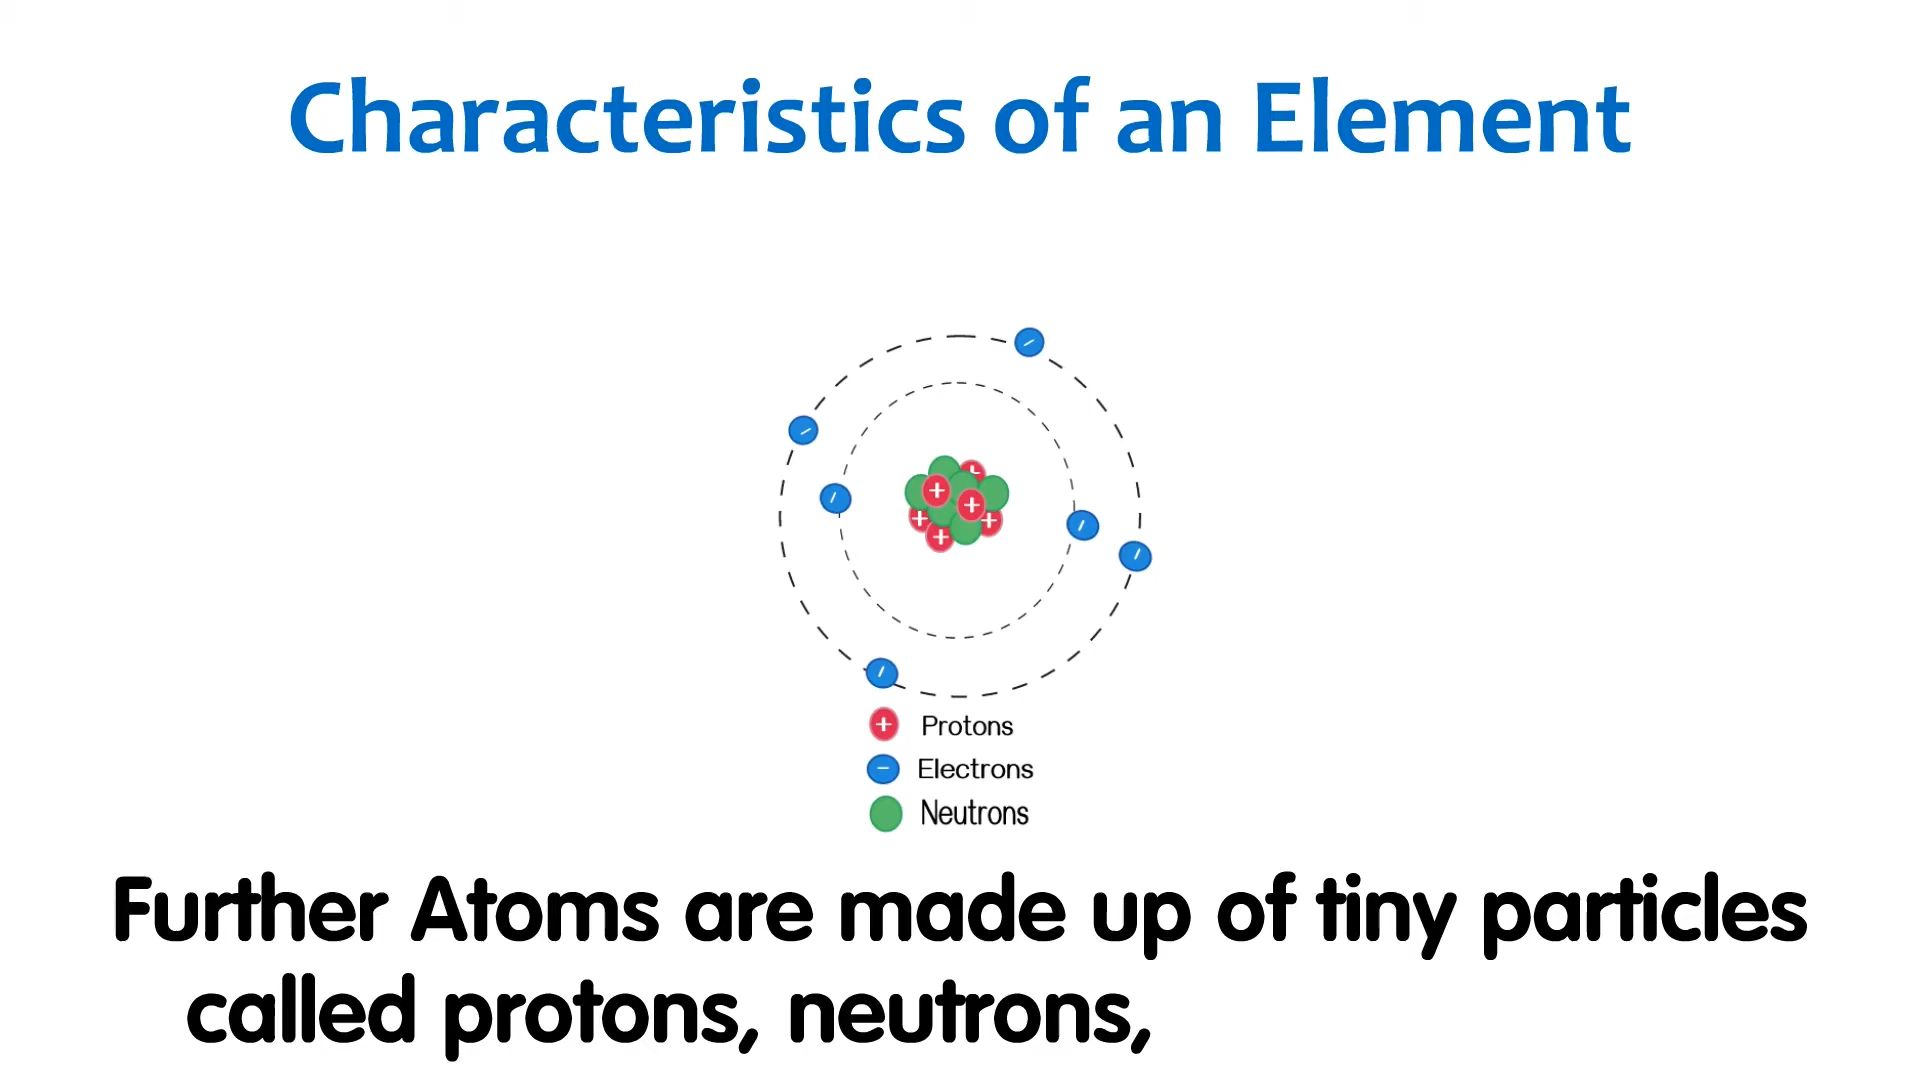 Characteristics of an Element
Protons
Electrons
Neutrons
Further Atoms are made up of tiny particles
called protons, neutrons,